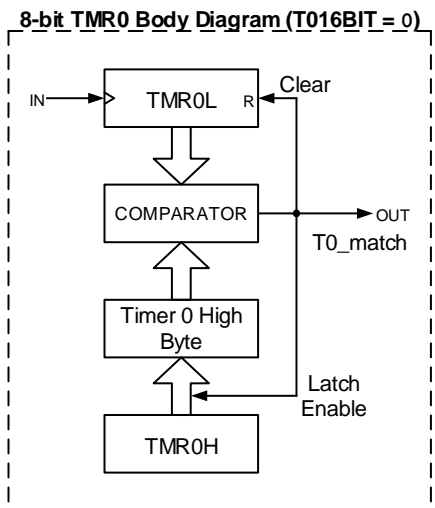 8-bit TMR0 Body Diagram (T016BIT = 0)
IN
TMR0L
R
Clear
COMPARATOR
OUT
T0_match
Timer 0 High
Byte
Latch
Enable
TMR0H